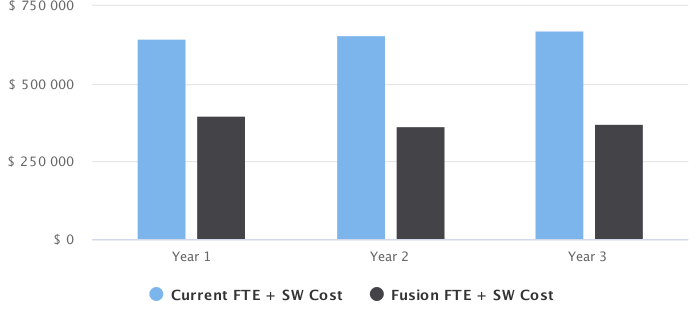 $ 750 000
$ 500 000
$ 250 000
$ 0
Year 1 Year 2 Year 3
Current FTE + SW Cost Fusion FTE + SW Cost